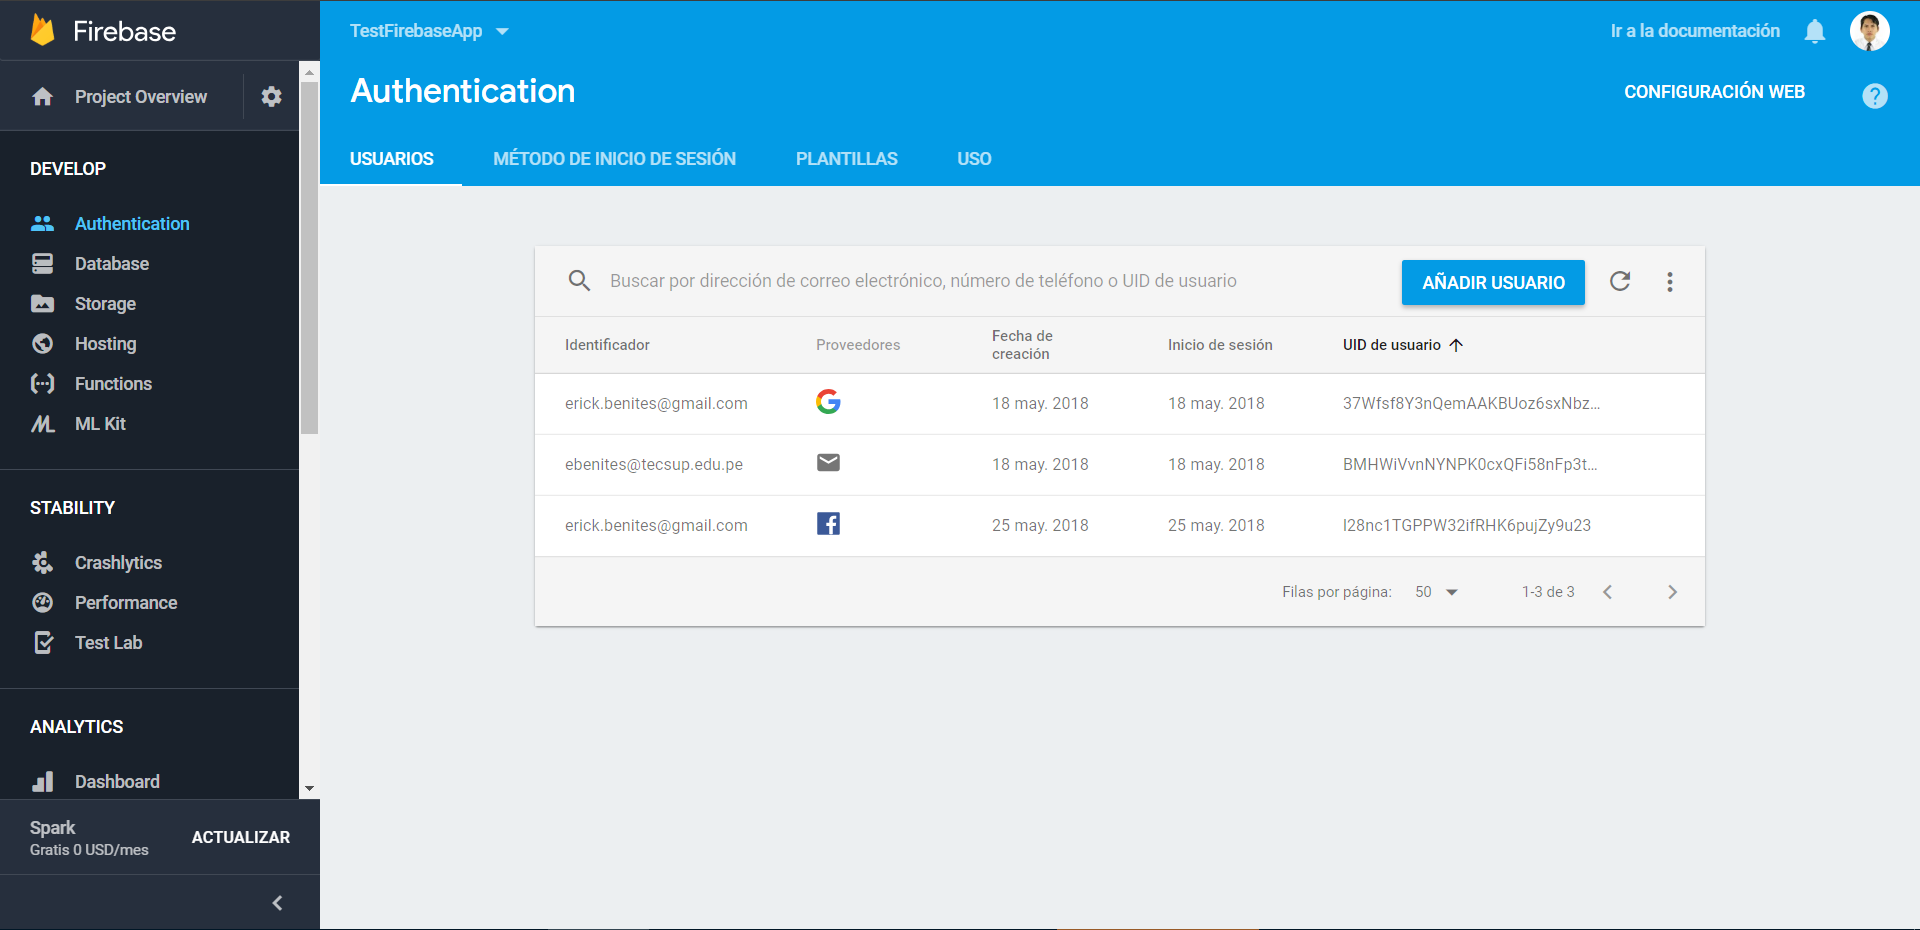 Firebase
Project Overview
DEVELOP
Authentication
Database
Storage
Hosting
Functions
ML Kit
STABILITY
Crashlytics
Performance
Test Lab
ANALYTICS
Dashboard
Spark
Gratis 0 USD/mes
ACTUALIZAR
TestFirebaseApp
Ir a la documentación
Authentication
CONFIGURACIÓN WEB
USUARIOS MÉTODO DE INICIO DE SESIÓN PLANTILLAS USO
Buscar por dirección de correo electrónico, número de teléfono o UID de usuario
AÑADIR USUARIO
Identificador Proveedores Fecha de creación Inicio de sesión UID de usuario
erick.benites@gmail.com 18 may. 2018 18 may. 2018 37Wfsf8Y3nQemAAKBUoz6sxNbz...
ebenites@tecsup.edu.pe 18 may. 2018 18 may. 2018 BMHWiVvnNYNPK0cxQFi58nFp3t...
erick.benites@gmail.com 25 may. 2018 25 may. 2018 I28nc1TGPPW32ifRHK6pujZy9u23
Filas por página: 50 1-3 de 3